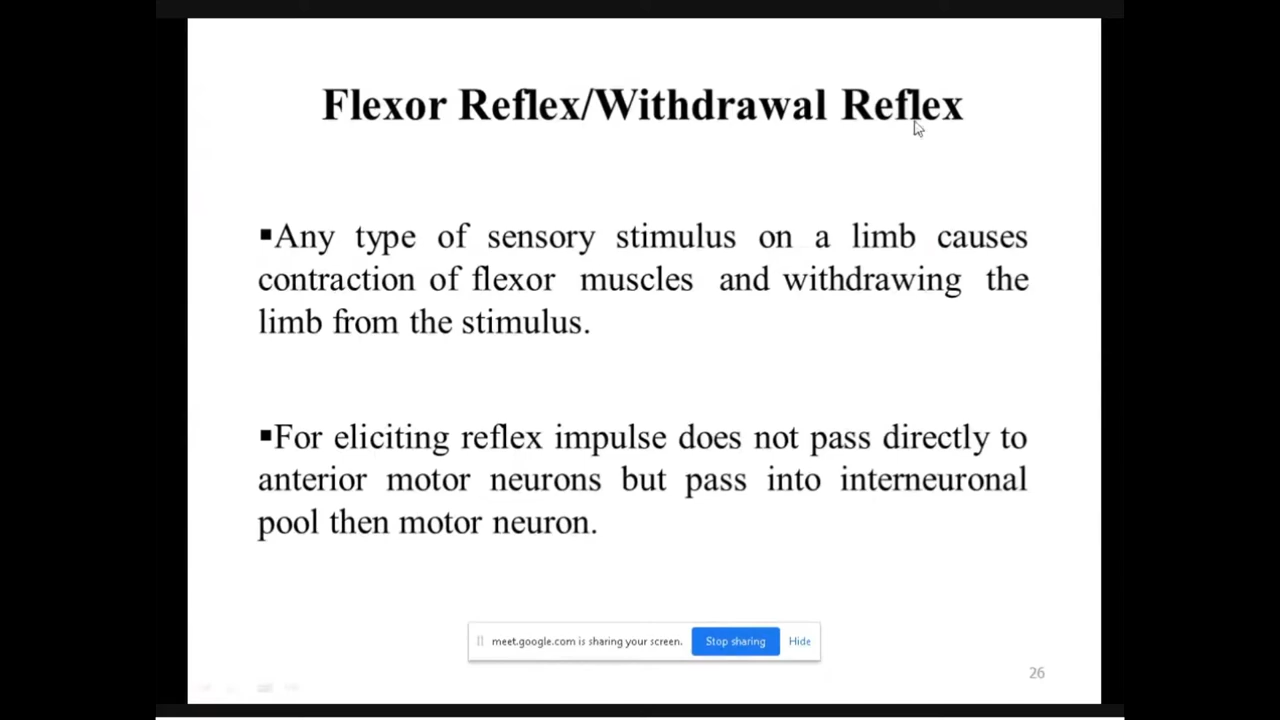 Flexor Reflex/Withdrawal Reflex
▪Any type of sensory stimulus on a limb causes
contraction of flexor muscles and withdrawing the
limb from the stimulus.
▪For eliciting reflex impulse does not pass directly to
anterior motor neurons but pass into interneuronal
pool then motor neuron.
meet.google.com is sharing your screen. Stop sharing Hide
26